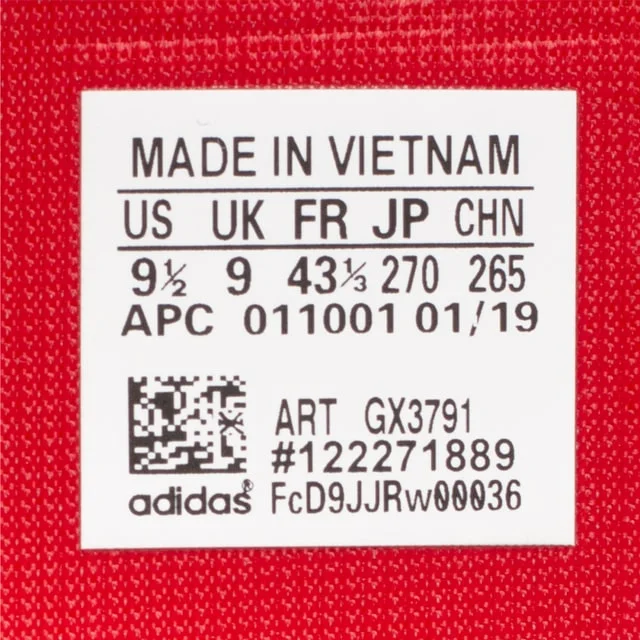 MADE IN VIETNAM
US UK FR JP CHN
9½ 9 43⅓ 270 265
APC 011001 01/19
ART GX3791
#122271889
adidas® FcD9JJRw00036